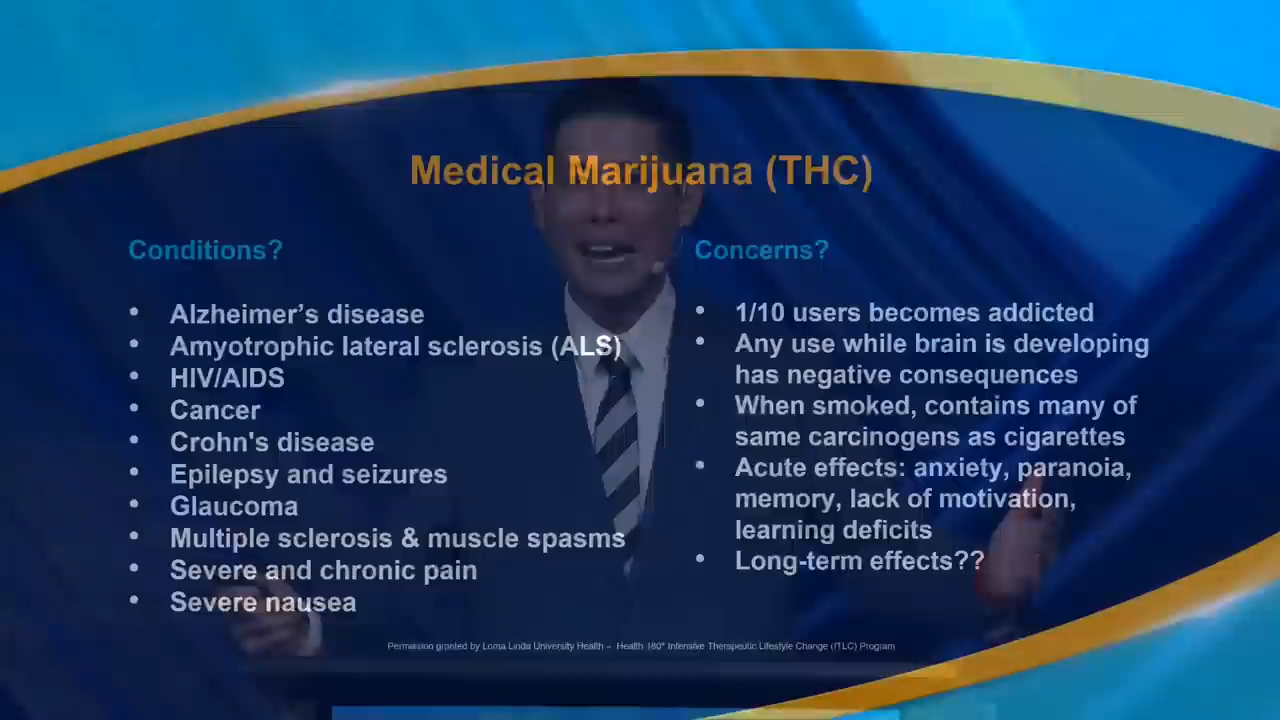 Medical Marijuana (THC)
Conditions?
• Alzheimer's disease
• Amyotrophic lateral sclerosis (ALS)
• HIV/AIDS
• Cancer
• Crohn's disease
• Epilepsy and seizures
• Glaucoma
• Multiple sclerosis & muscle spasms
• Severe and chronic pain
• Severe nausea
Concerns?
• 1/10 users becomes addicted
• Any use while brain is developing
has negative consequences
• When smoked, contains many of
same carcinogens as cigarettes
• Acute effects: anxiety, paranoia,
memory, lack of motivation,
learning deficits
• Long-term effects??
Permission granted by Loma Linda University Health – Health 180° Intensive Therapeutic Lifestyle Change (ITLC) Program